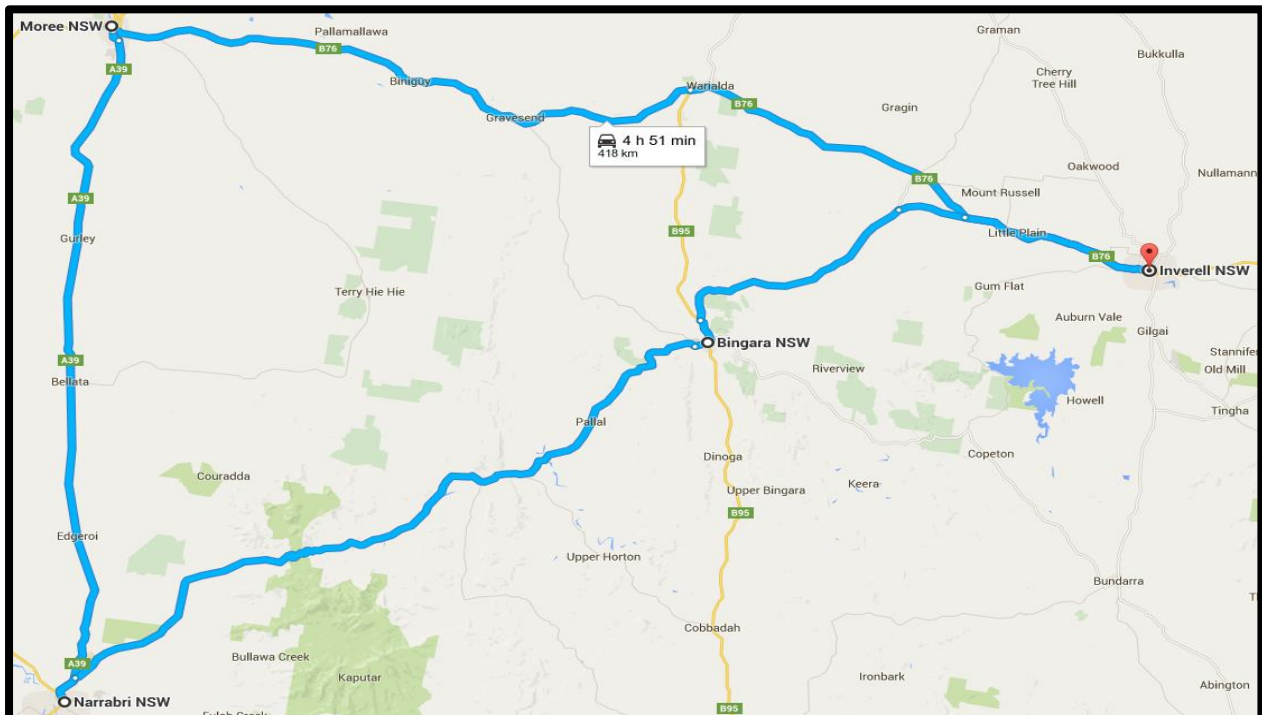 Moree NSW
Pallamallawa
Graman
Bukkulla
B76
A39
Biniguy
Warialda
Cherry
Tree Hill
B76
Gragin
Gravesend
4 h 51 min
418 km
Oakwood
Nullamann
B76
A39
Mount Russell
B95
Little Plain
Gurley
B76
Inverell NSW
Terry Hie Hie
Gum Flat
Auburn Vale
Gilgai
Bingara NSW
Stannifer
Old Mill
A39
Bellata
Riverview
Howell
Tingha
Pallal
Dinoga
Copeton
Couradda
Keera
Upper Bingara
B95
Edgeroi
Upper Horton
Bundarra
Cobbadah
Bullawa Creek
A39
Kaputar
Ironbark
Abington
Narrabri NSW
B95